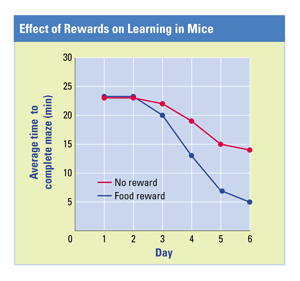 Effect of Rewards on Learning in Mice
Average time to
complete maze (min)
30
25
20
15
10
5
No reward
Food reward
0 1 2 3 4 5 6
Day